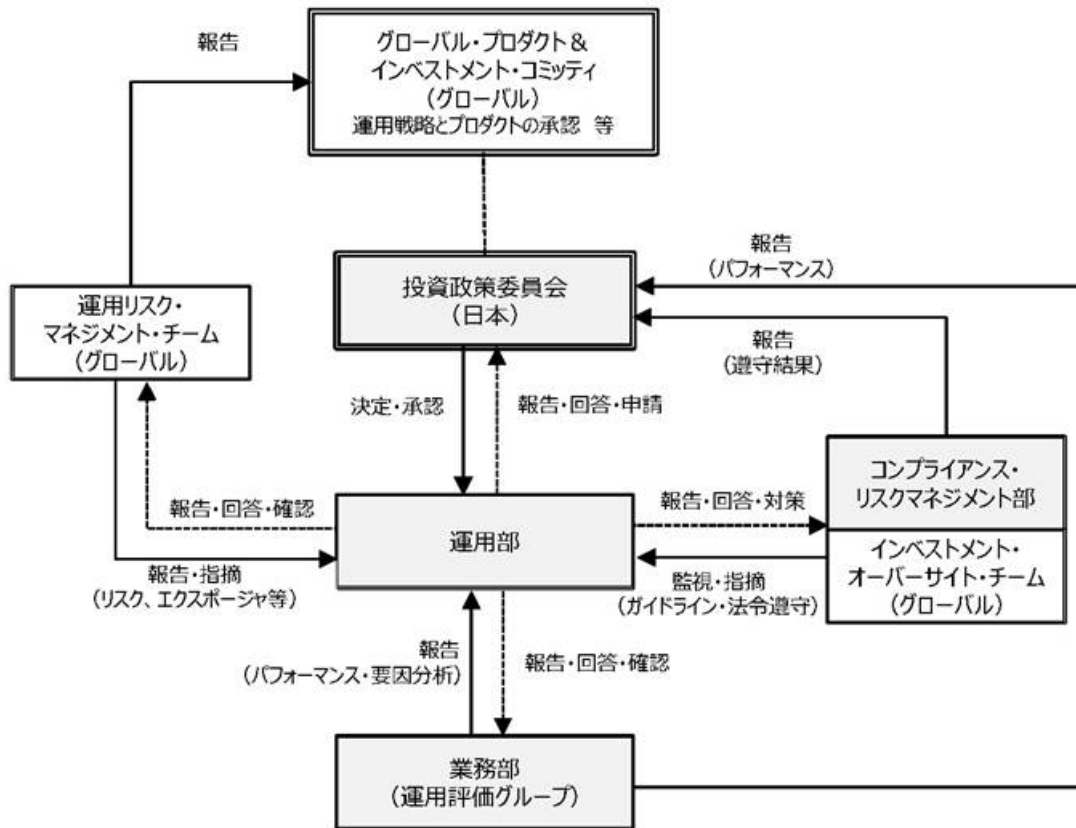 報告
グローバル・プロダクト&
インベストメント・コミッティ
(グローバル)
運用戦略とプロダクトの承認 等
報告
(パフォーマンス)
投資政策委員会
(日本)
運用リスク・
マネジメント・チーム
(グローバル)
報告
(遵守結果)
決定・承認
報告・回答・申請
コンプライアンス・
リスクマネジメント部
報告・回答・確認
運用部
報告・回答・対策
インベストメント・
オーバーサイト・チーム
(グローバル)
報告・指摘
(リスク、エクスポージャ等)
監視・指摘
(ガイドライン・法令遵守)
報告
(パフォーマンス・要因分析)
報告・回答・確認
業務部
(運用評価グループ)